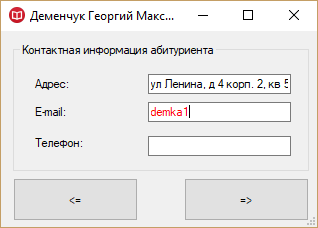 Деменчук Георгий Макс...
Контактная информация абитуриента
Адрес: ул Ленина, д 4 корп. 2, кв 5
E-mail: demka1
Телефон:
<= =>